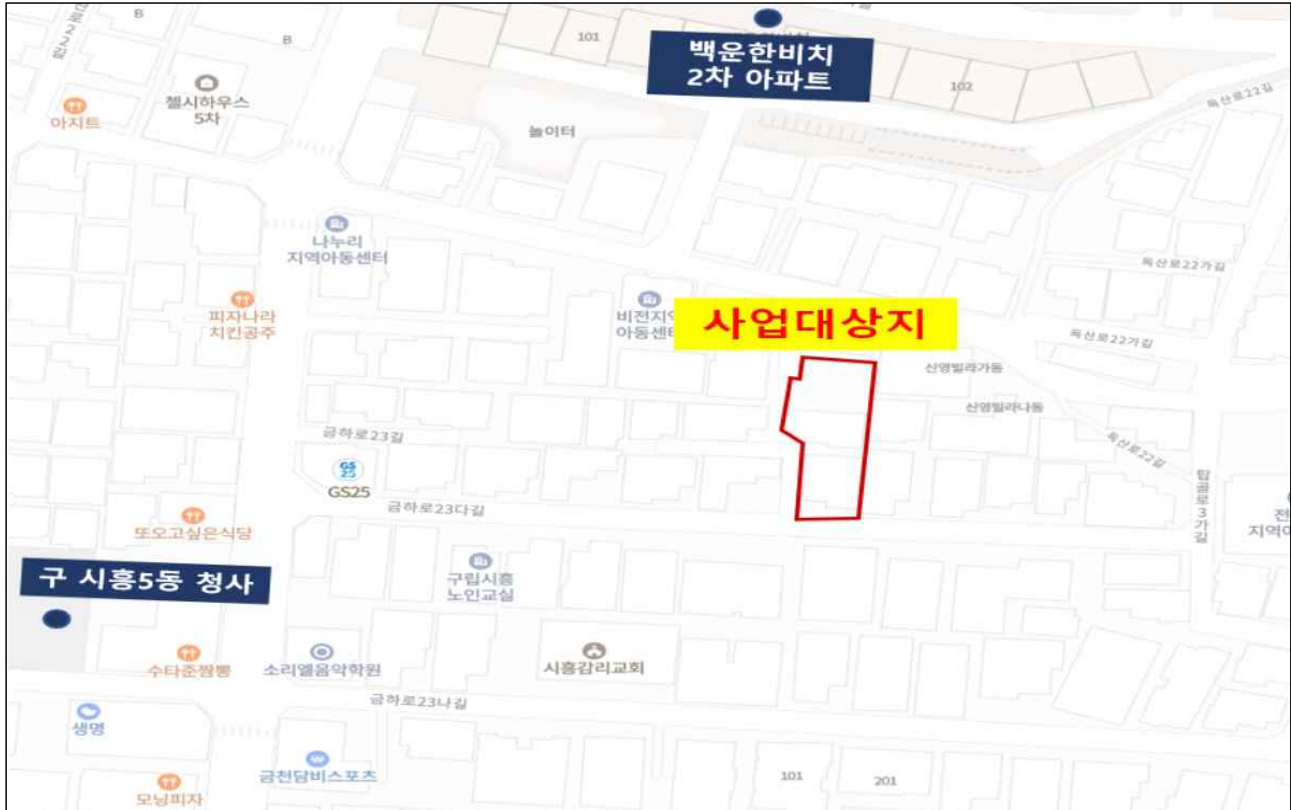 B
B
101
백운한비치
2차 아파트
102
독산로22길
첼시하우스
5차
아지트
놀이터
나누리
지역아동센터
독산로22가길
피자나라
치킨공주
비전지역
아동센터
사업대상지
독산로22가길
신영빌라가동
신영빌라나동
금하로23길
독산로22길
GS
25
GS25
금하로23다길
탑골로3가길
또오고싶은식당
전
지역아
구 시흥5동 청사
구립시흥
노인교실
수타준짬뽕
소리엘음악학원
시흥감리교회
금하로23나길
생명
금천담비스포츠
101
201
모닝피자